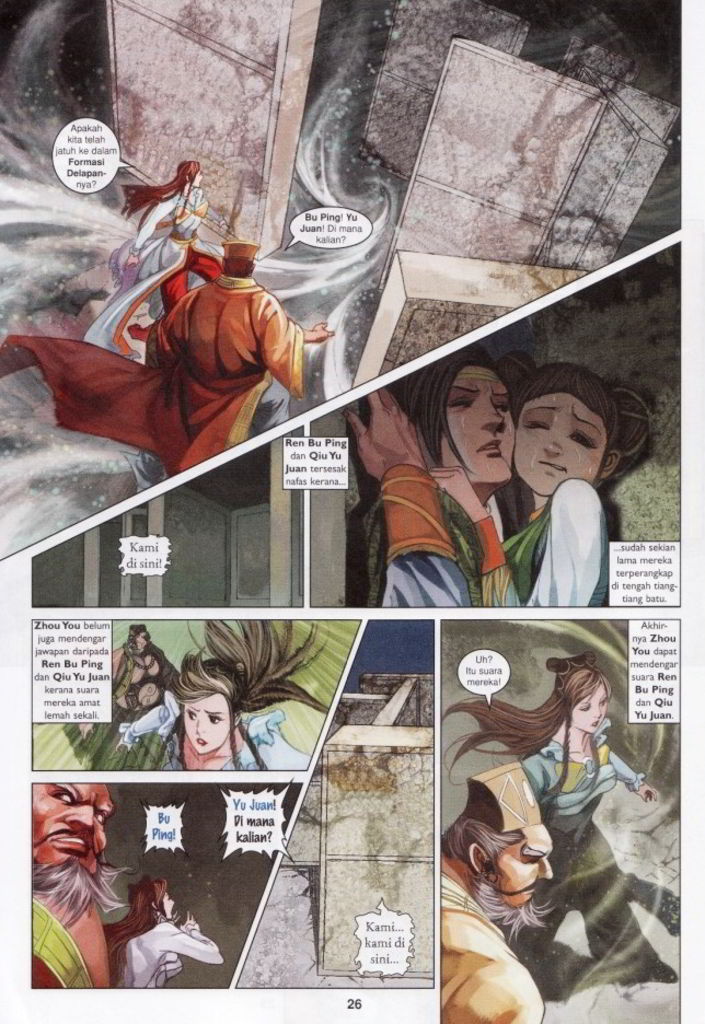 Apakah
kita telah
jatuh ke dalam
Formasi
Delapan-
nya?
Bu Ping! Yu
Juan! Di mana
kalian?
Ren Bu Ping
dan Qiu Yu
Juan tersesak
nafas kerana...
Kami
di sini!
...sudah sekian
lama mereka
terperangkap
di tengah tiang-
tiang batu.
Zhou You belum
juga mendengar
jawapan daripada
Ren Bu Ping
dan Qiu Yu Juan
kerana suara
mereka amat
lemah sekali.
Bu
Ping!
Yu Juan!
Di mana
kalian?
Kami...
kami di
sini...
Uh?
Itu suara
mereka!
Akhir-
nya Zhou
You dapat
mendengar
suara Ren
Bu Ping
dan Qiu
Yu Juan.
26